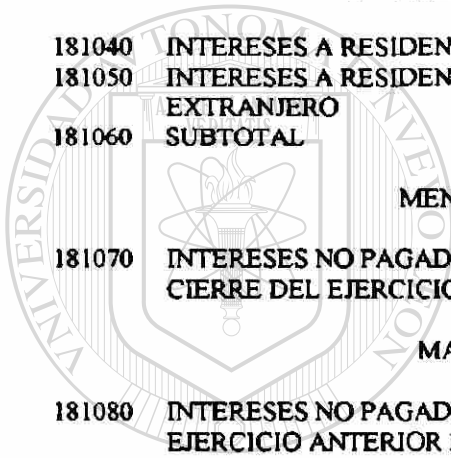 181040 INTERESES A RESIDEN
181050 INTERESES A RESIDEN
EXTRANJERO
181060 SUBTOTAL
MEN
181070 INTERESES NO PAGAD
CIERRE DEL EJERCICIO
MA
181080 INTERESES NO PAGAD
EJERCICIO ANTERIOR